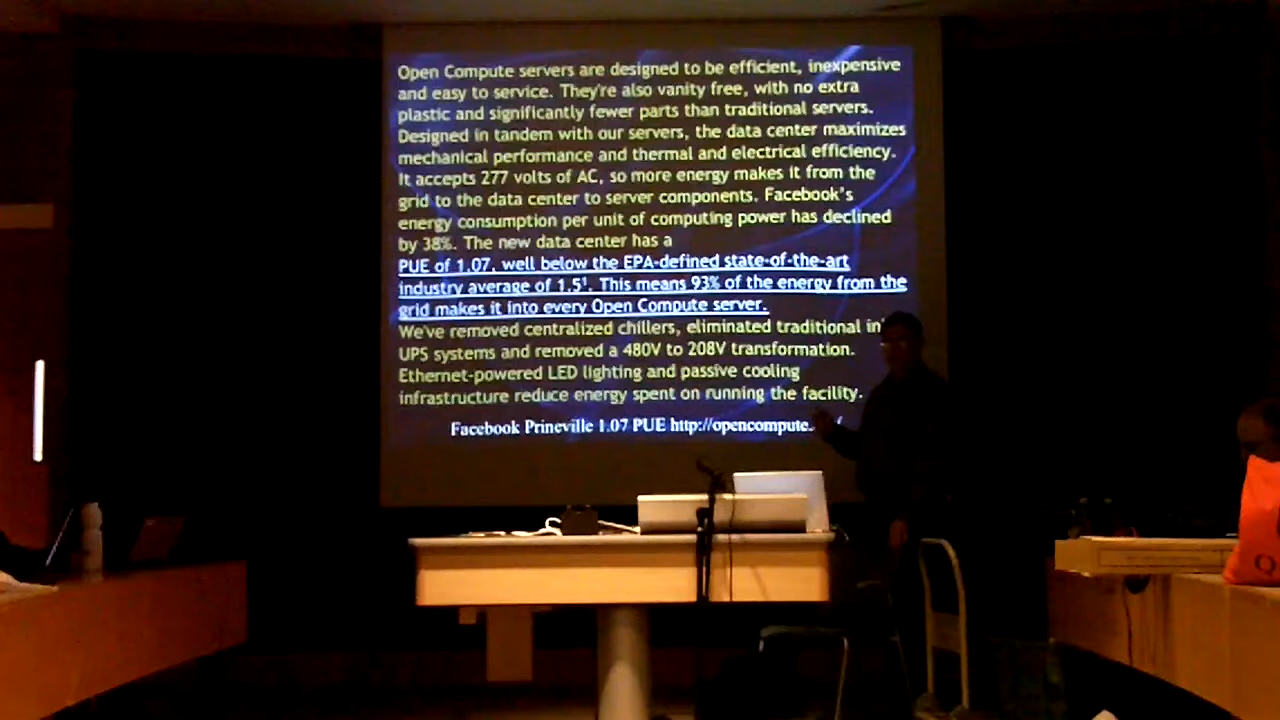 Open Compute servers are designed to be efficient, inexpensive
and easy to service. They're also vanity free, with no extra
plastic and significantly fewer parts than traditional servers.
Designed in tandem with our servers, the data center maximizes
mechanical performance and thermal and electrical efficiency.
It accepts 277 volts of AC, so more energy makes it from the
grid to the data center to server components. Facebook's
energy consumption per unit of computing power has declined
by 38%. The new data center has a
PUE of 1.07, well below the EPA-defined state-of-the-art
industry average of 1.5¹. This means 93% of the energy from the
grid makes it into every Open Compute server.
We've removed centralized chillers, eliminated traditional
UPS systems and removed a 480V to 208V transformation.
Ethernet-powered LED lighting and passive cooling
infrastructure reduce energy spent on running the facility.
Facebook Prineville 1.07 PUE http://opencompute.
Q